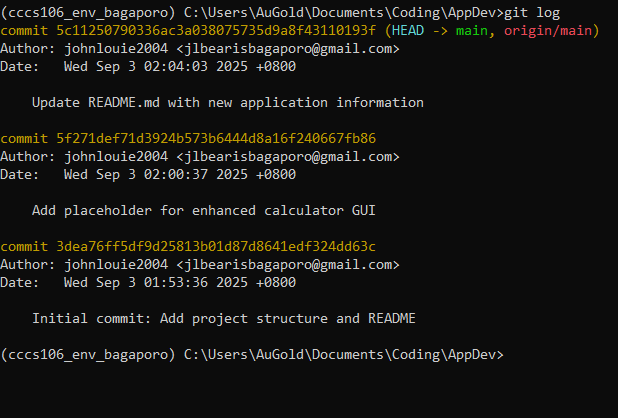 (cccs106_env_bagaporo) C:\Users\AuGold\Documents\Coding\AppDev>git log
commit 5c11250790336ac3a038075735d9a8f43110193f (HEAD -> main, origin/main)
Author: johnlouie2004 <jlbearisbagaporo@gmail.com>
Date:   Wed Sep 3 02:04:03 2025 +0800
Update README.md with new application information
commit 5f271def71d3924b573b6444d8a16f240667fb86
Author: johnlouie2004 <jlbearisbagaporo@gmail.com>
Date:   Wed Sep 3 02:00:37 2025 +0800
Add placeholder for enhanced calculator GUI
commit 3dea76ff5df9d25813b01d87d8641edf324dd63c
Author: johnlouie2004 <jlbearisbagaporo@gmail.com>
Date:   Wed Sep 3 01:53:36 2025 +0800
Initial commit: Add project structure and README
(cccs106_env_bagaporo) C:\Users\AuGold\Documents\Coding\AppDev>